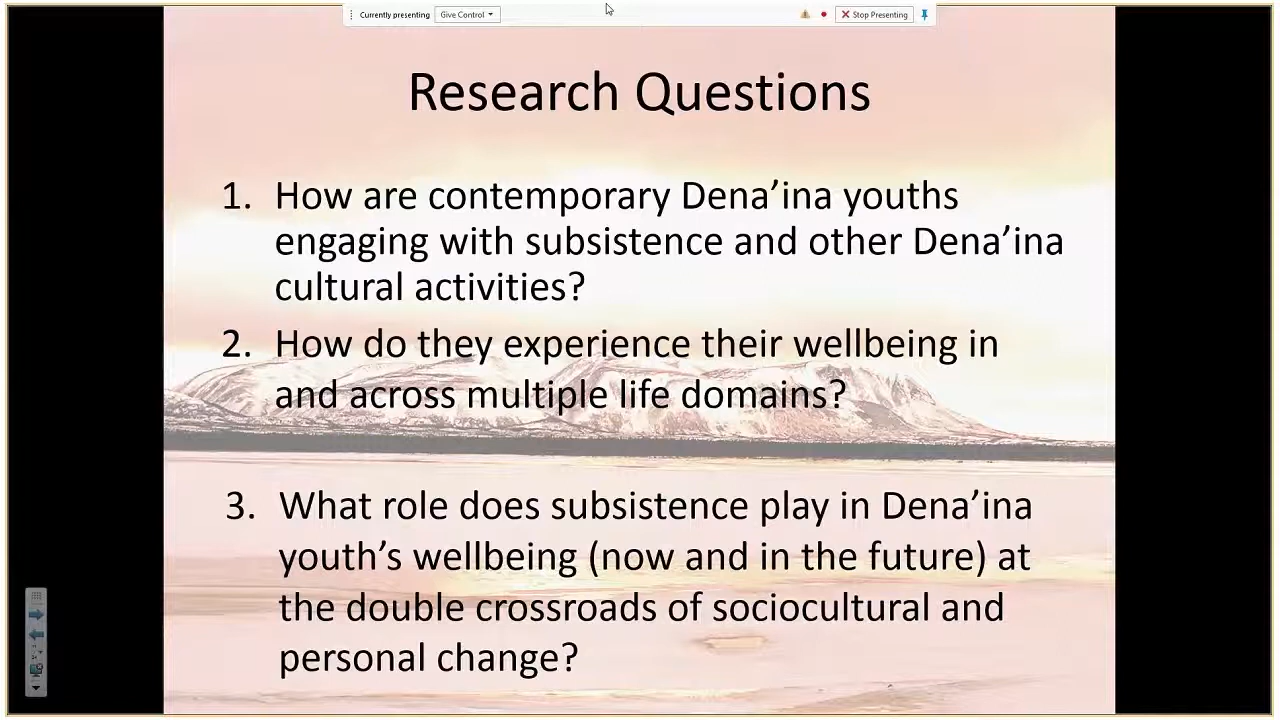 Currently presenting Give Control Stop Presenting
Research Questions
1. How are contemporary Dena’ina youths
engaging with subsistence and other Dena’ina
cultural activities?
2. How do they experience their wellbeing in
and across multiple life domains?
3. What role does subsistence play in Dena’ina
youth’s wellbeing (now and in the future) at
the double crossroads of sociocultural and
personal change?